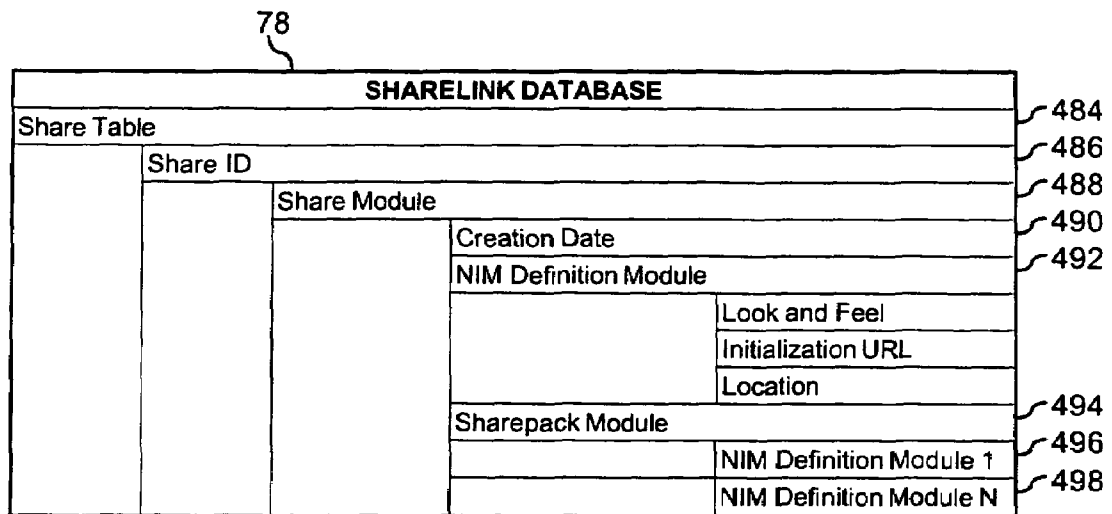 78
SHARELINK DATABASE
Share Table
484
Share ID
486
Share Module
488
Creation Date
490
NIM Definition Module
492
Look and Feel
Initialization URL
Location
Sharepack Module
494
NIM Definition Module 1
496
NIM Definition Module N
498